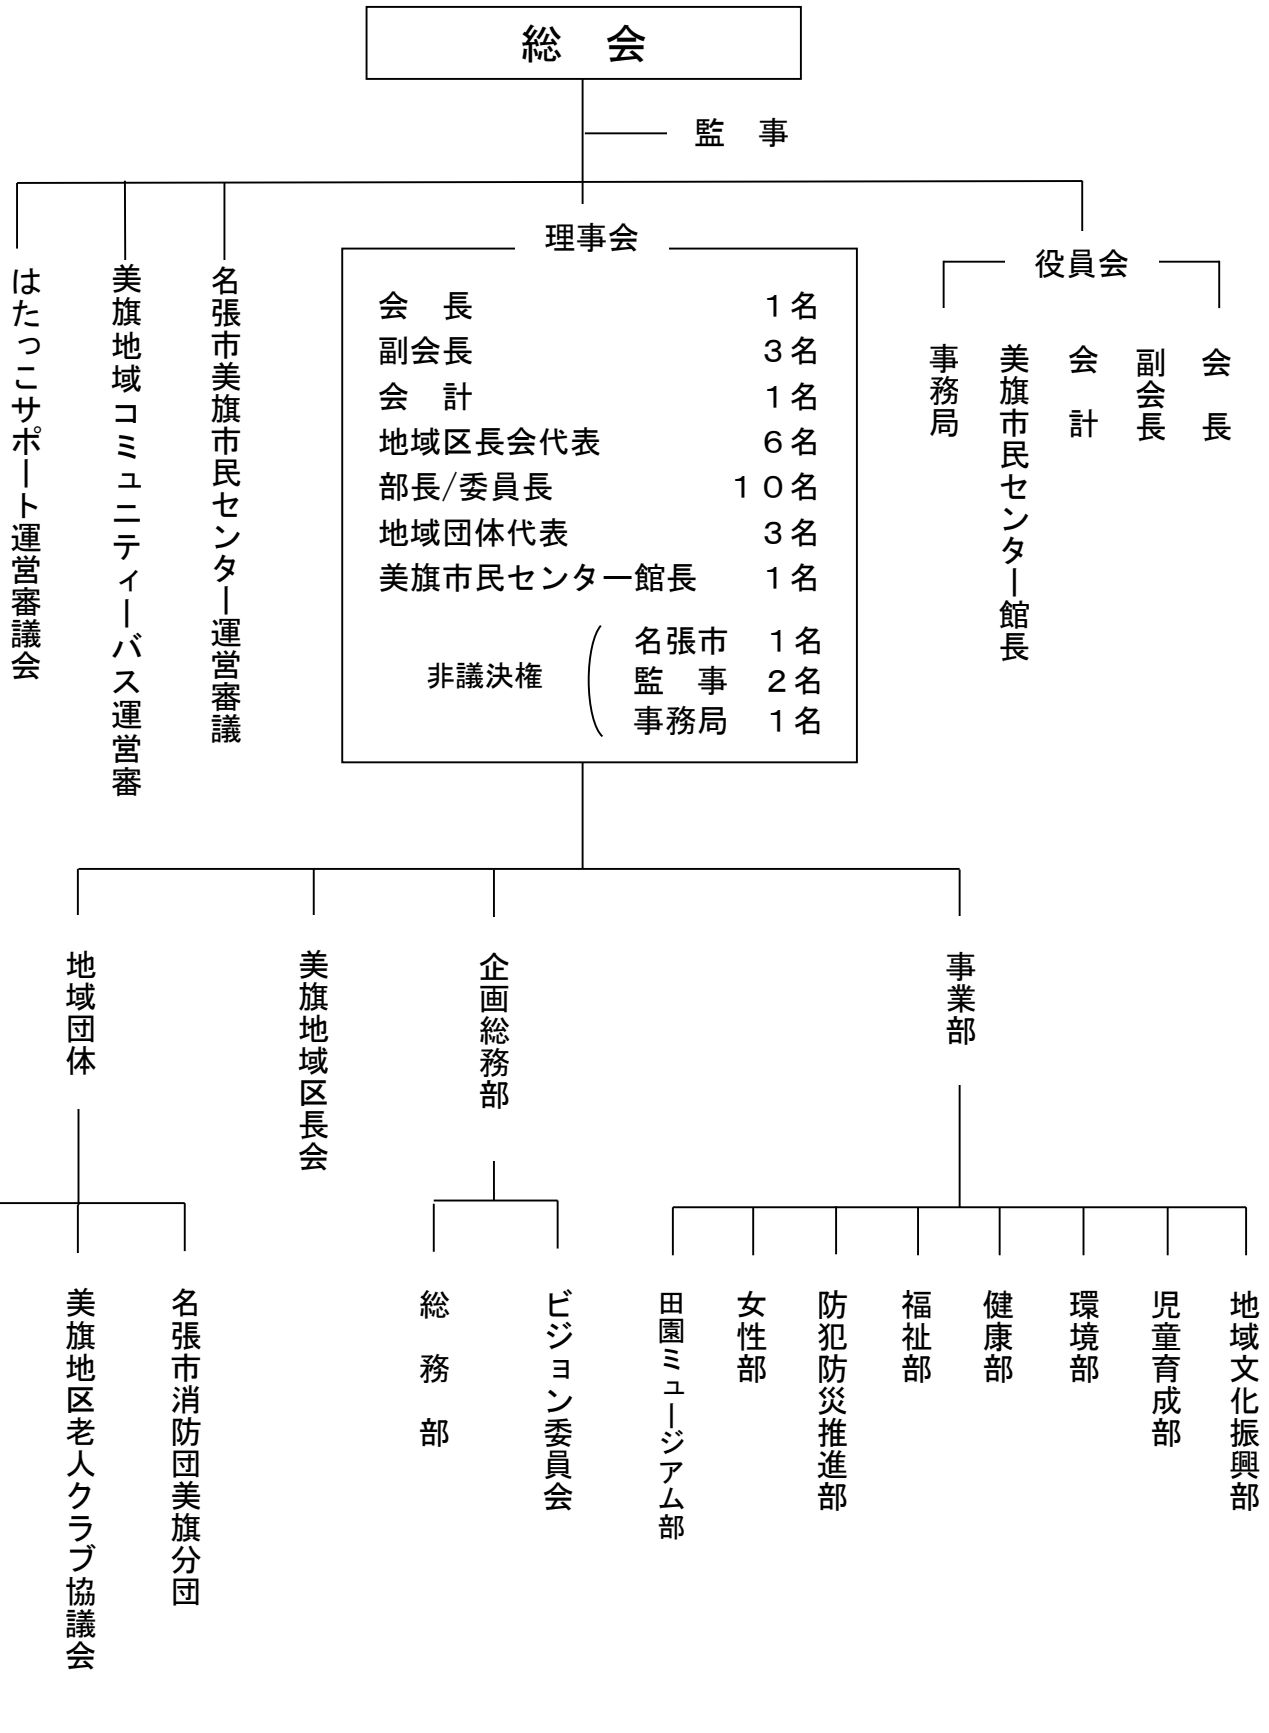 総　会
監　事
理事会
会　長　１名
副会長　３名
会　計　１名
地域区長会代表　６名
部長/委員長　１０名
地域団体代表　３名
美旗市民センター館長　１名
非議決権
名張市　１名
監　事　２名
事務局　１名
役員会
会　長
副会長
会　計
美旗市民センター館長
事務局
名張市美旗市民センター運営審議
美旗地域コミュニティーバス運営審
はたっこサポート運営審議会
事業部
企画総務部
美旗地域区長会
地域団体
地域文化振興部
児童育成部
環境部
健康部
福祉部
防犯防災推進部
女性部
田園ミュージアム部
ビジョン委員会
総　務　部
名張市消防団美旗分団
美旗地区老人クラブ協議会